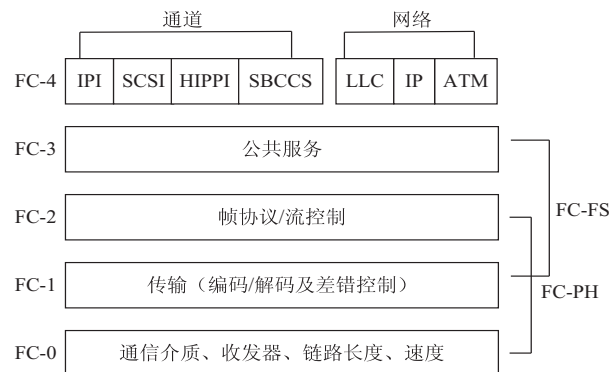 通道 网络
FC-4 IPI SCSI HIPPI SBCCS LLC IP ATM
FC-3 公共服务
FC-FS
FC-2 帧协议/流控制
FC-1 传输（编码/解码及差错控制）
FC-PH
FC-0 通信介质、收发器、链路长度、速度